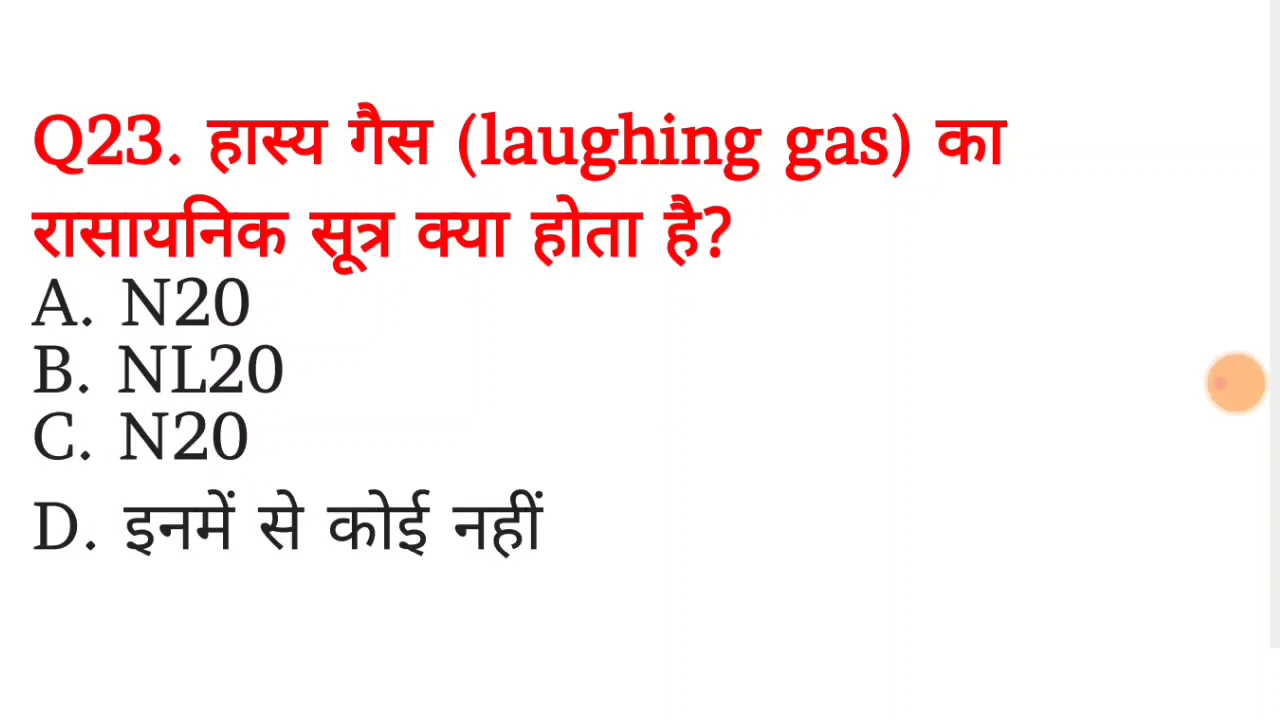 Q23. हास्य गैस (laughing gas) का
रासायनिक सूत्र क्या होता है?
A. N20
B. NL20
C. N20
D. इनमें से कोई नहीं